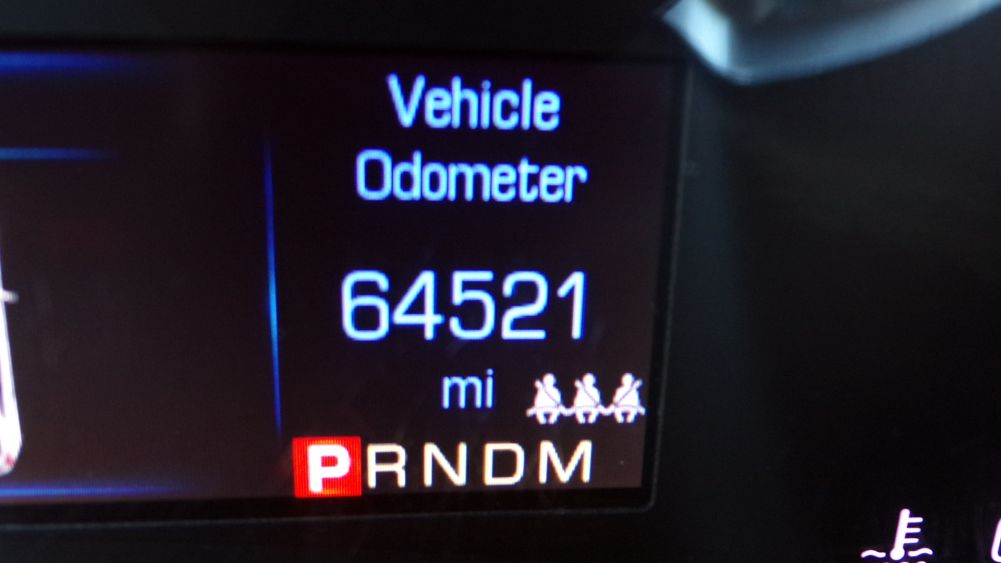 Vehicle
Odometer
64521
mi
PRNDM